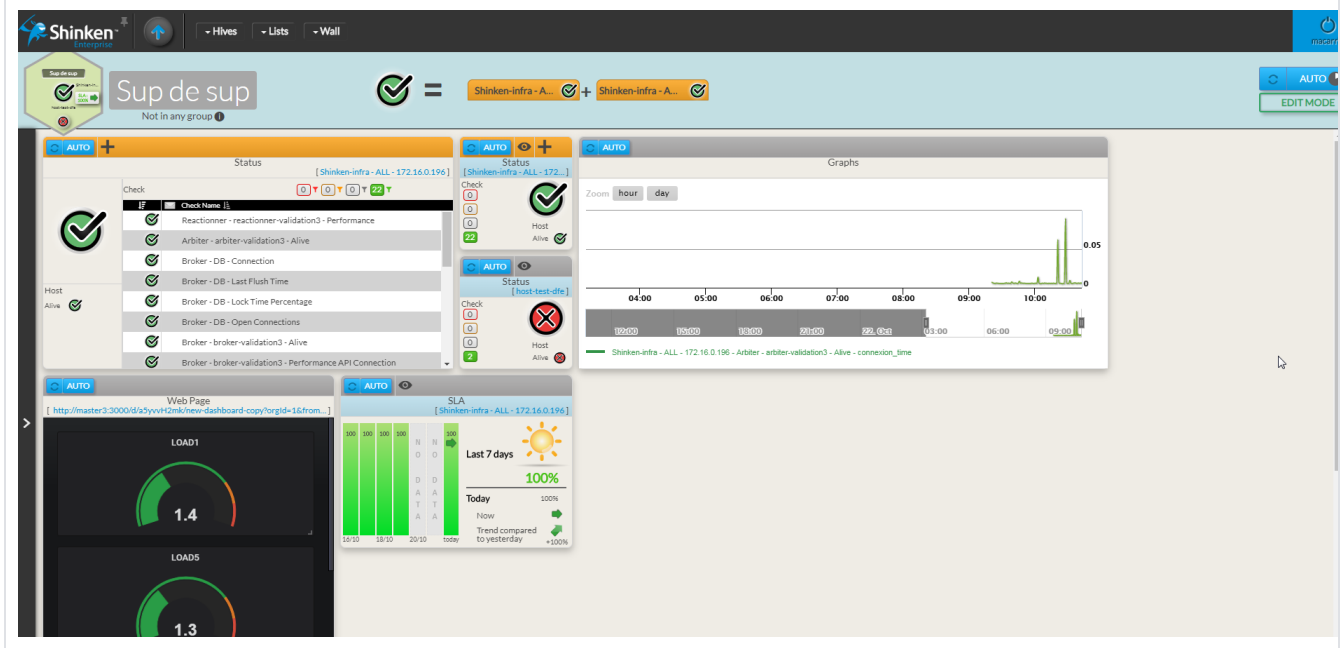 Shinken
Enterprise
Hives Lists Wall
Sup de sup
Sup de sup
Not in any group
=
Shinken-infra - A...
+
Shinken-infra - A...
AUTO
EDIT MODE
AUTO
Status
[ Shinken-infra - ALL - 172.16.0.196 ]
Check
0 0 0 22
Check Name
Reactionner - reactionner-validation3 - Performance
Arbiter - arbiter-validation3 - Alive
Broker - DB - Connection
Broker - DB - Last Flush Time
Broker - DB - Lock Time Percentage
Broker - DB - Open Connections
Broker - broker-validation3 - Alive
Broker - broker-validation3 - Performance API Connection
Host
Alive
AUTO
Status
[Shinken-infra - ALL - 172...]
Check
0
0
0
22
Host
Alive
AUTO
Status
[ host-test-dfe ]
Check
0
0
0
2
Host
Alive
AUTO
Graphs
Zoom hour day
0.05
0
04:00 05:00 06:00 07:00 08:00 09:00 10:00
12:00 18:00 22. Oct 03:00 06:00 09:00
Shinken-infra - ALL - 172.16.0.196 - Arbiter - arbiter-validation3 - Alive - connexion_time
AUTO
Web Page
[ http://master3:3000/d/a5yvvH2mk/new-dashboard-copy?orgId=1&from... ]
LOAD1
1.4
LOAD5
1.3
AUTO
SLA
[ Shinken-infra - ALL - 172.16.0.196 ]
100 100 100 100 NO DATA NO DATA 100
16/10 18/10 20/10 today
Last 7 days
100%
Today 100%
Now
Trend compared
to yesterday +100%